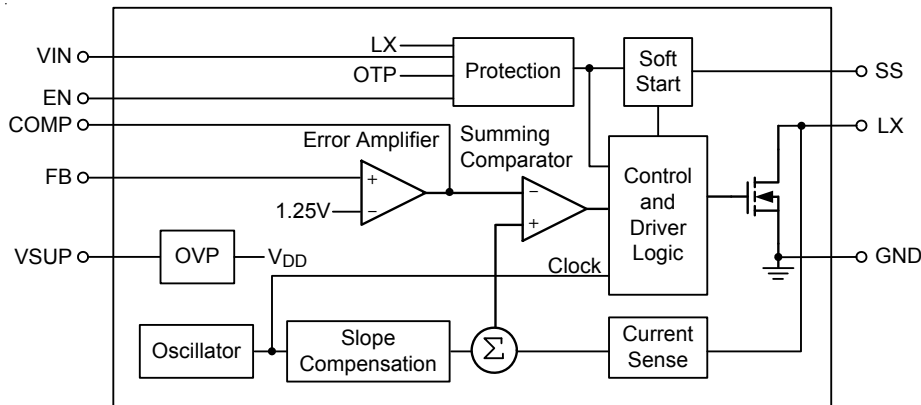 VIN
EN
COMP
FB
VSUP
LX
OTP
Protection
Soft
Start
SS
LX
GND
Error Amplifier
Summing
Comparator
+
−
1.25V
−
+
Control
and
Driver
Logic
OVP
VDD
Clock
Oscillator
Slope
Compensation
Σ
Current
Sense